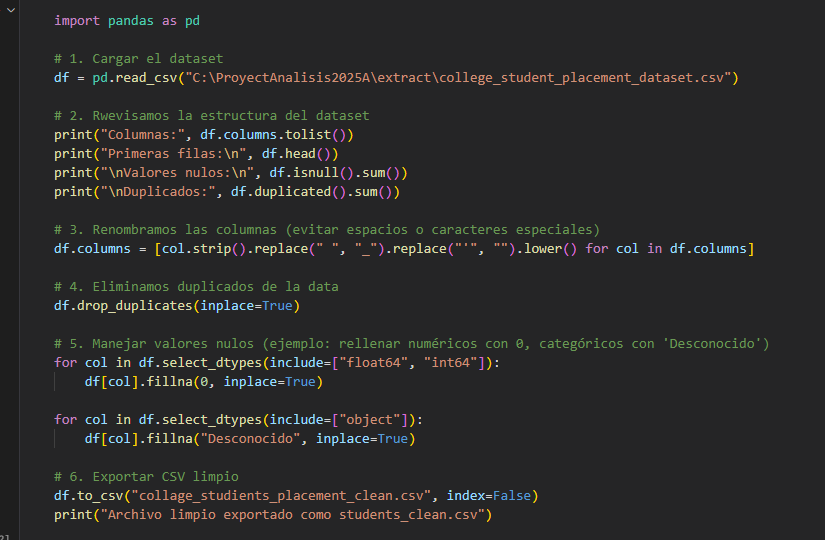 import pandas as pd
# 1. Cargar el dataset
df = pd.read_csv("C:\ProyectAnalisis2025A\extract\college_student_placement_dataset.csv")
# 2. Rwevisamos la estructura del dataset
print("Columnas:", df.columns.tolist())
print("Primeras filas:\n", df.head())
print("\nValores nulos:\n", df.isnull().sum())
print("\nDuplicados:", df.duplicated().sum())
# 3. Renombramos las columnas (evitar espacios o caracteres especiales)
df.columns = [col.strip().replace(" ", "_").replace("'", "").lower() for col in df.columns]
# 4. Eliminamos duplicados de la data
df.drop_duplicates(inplace=True)
# 5. Manejar valores nulos (ejemplo: rellenar numéricos con 0, categóricos con 'Desconocido')
for col in df.select_dtypes(include=["float64", "int64"]):
    df[col].fillna(0, inplace=True)
for col in df.select_dtypes(include=["object"]):
    df[col].fillna("Desconocido", inplace=True)
# 6. Exportar CSV limpio
df.to_csv("collage_studients_placement_clean.csv", index=False)
print("Archivo limpio exportado como students_clean.csv")